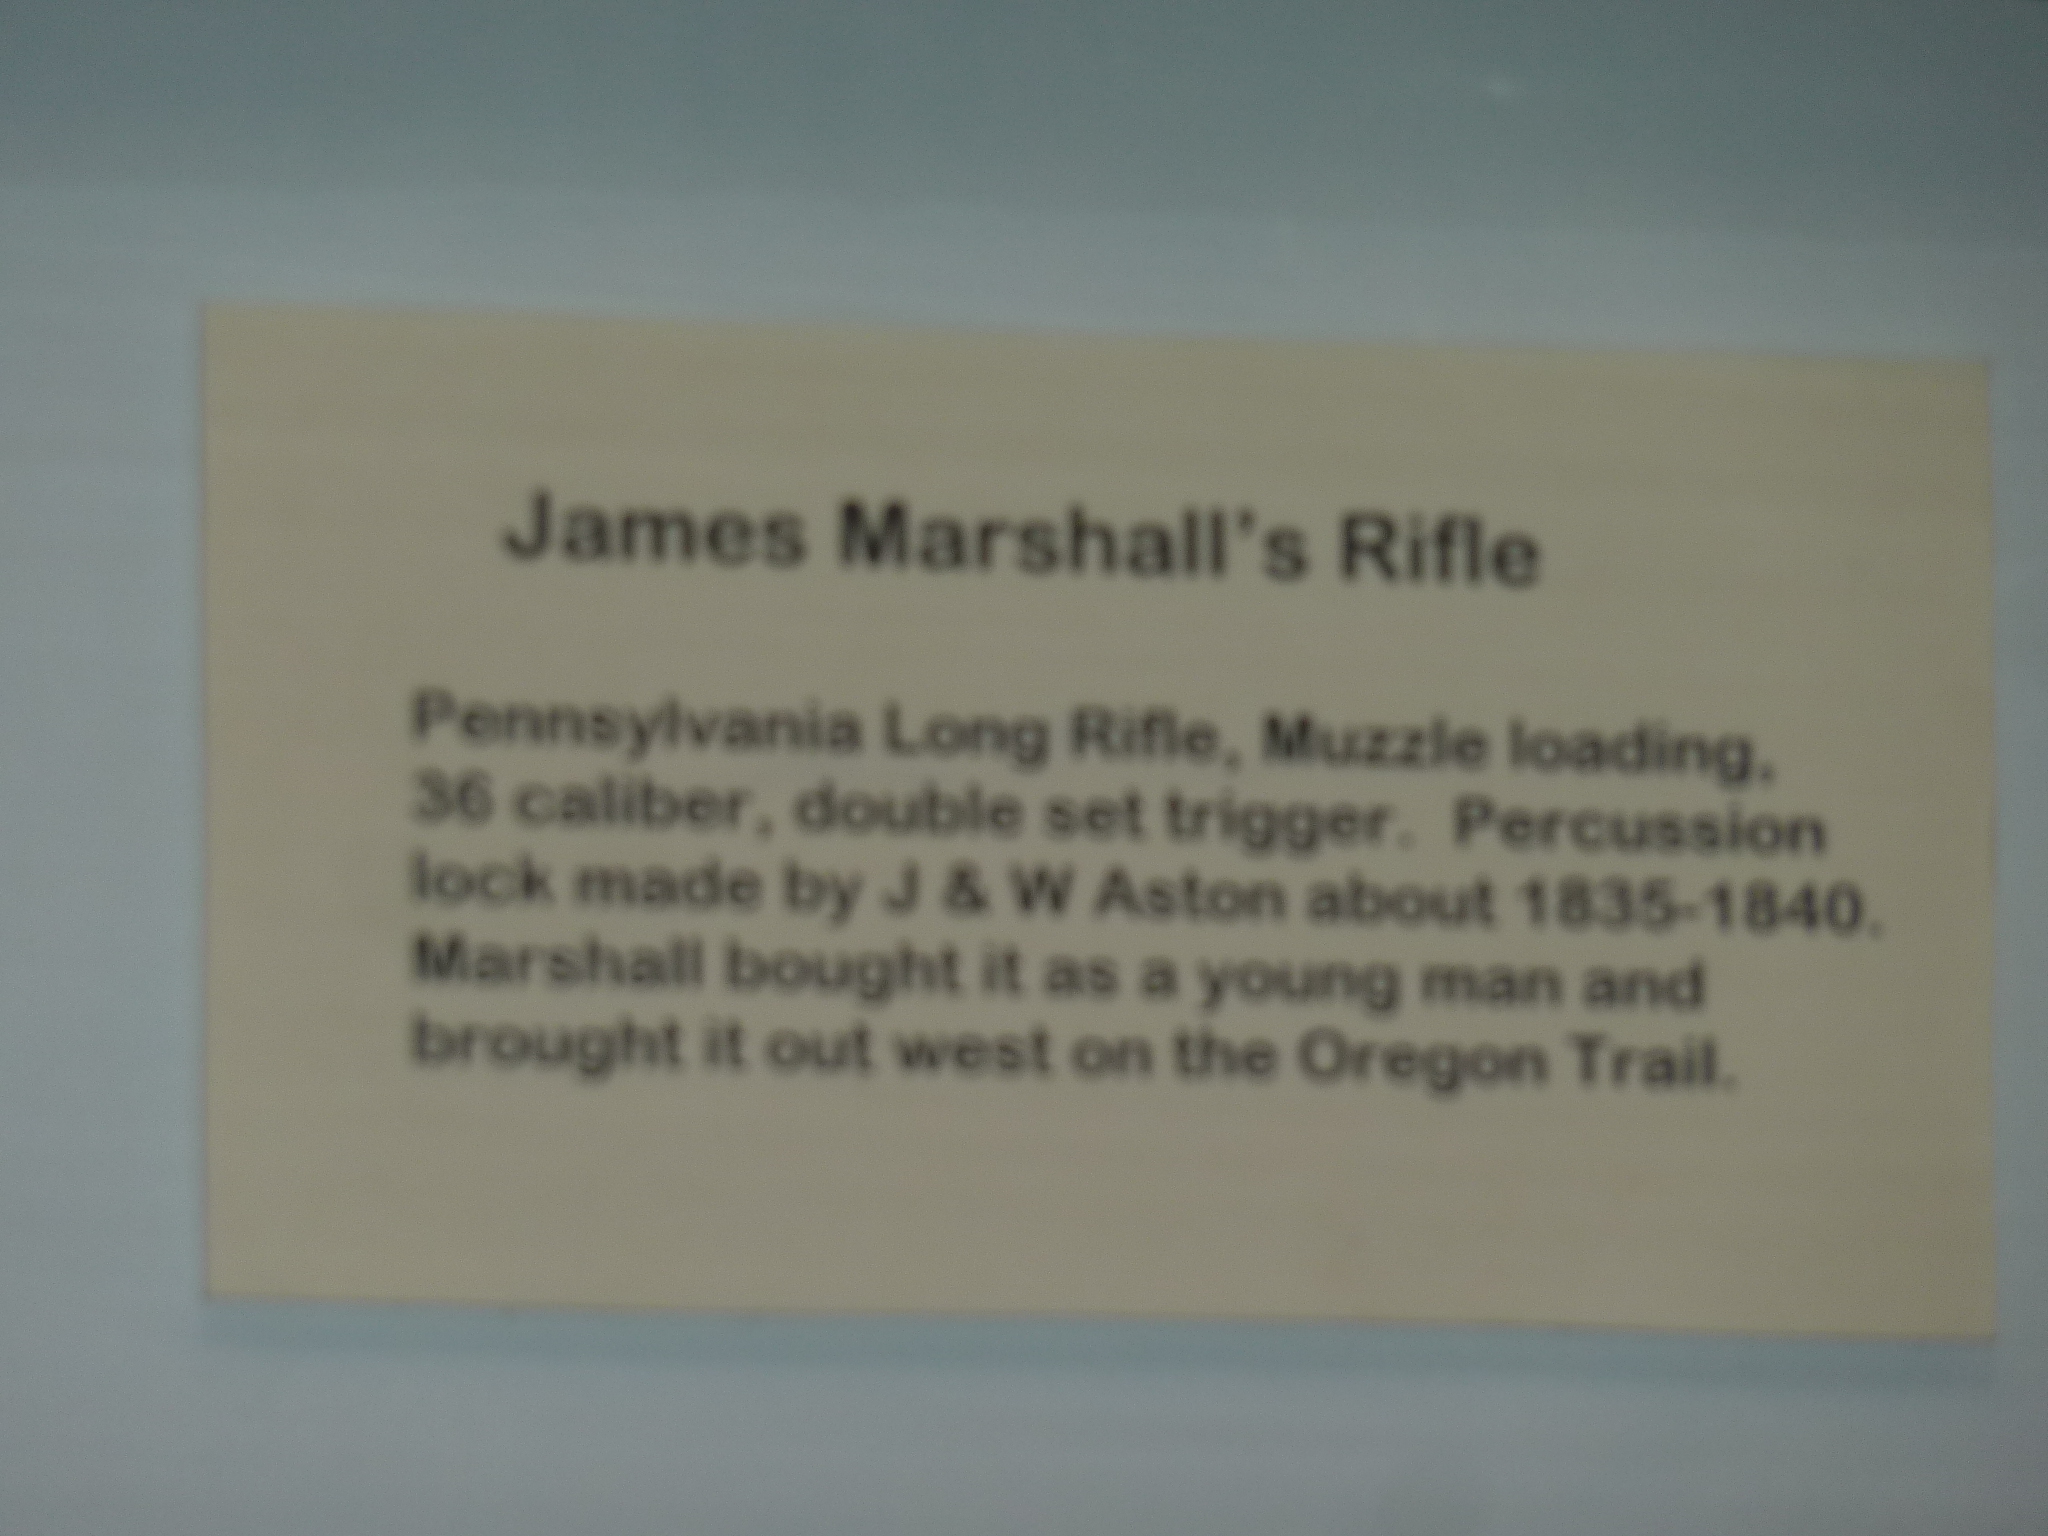 James Marshall's Rifle
Pennsylvania Long Rifle, Muzzle loading,
36 caliber, double set trigger. Percussion
lock made by J & W Aston about 1835-1840.
Marshall bought it as a young man and
brought it out west on the Oregon Trail.